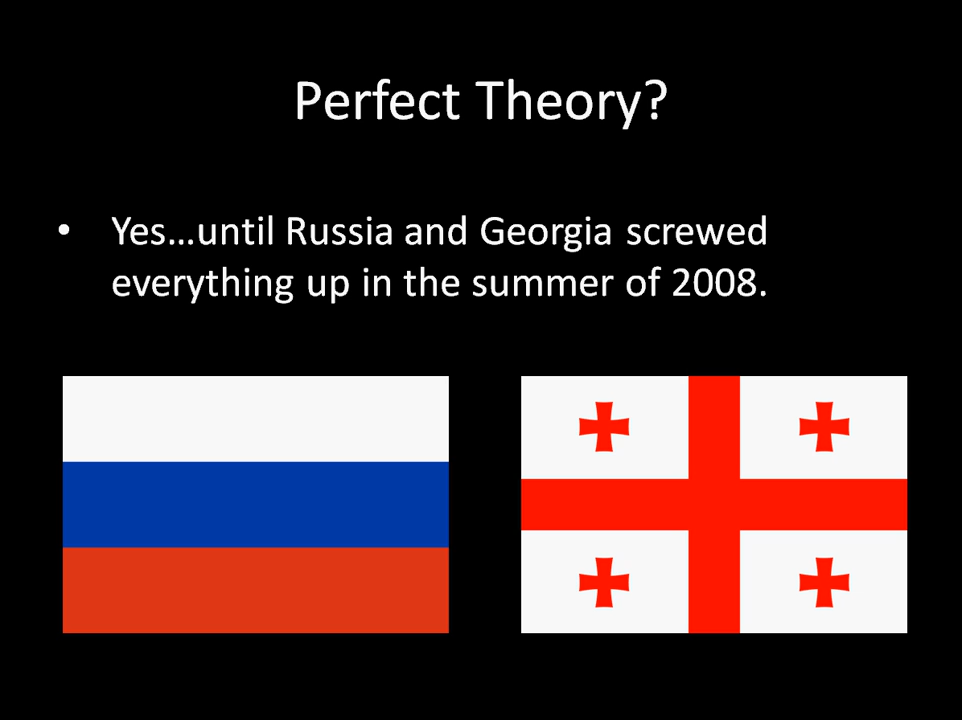 Perfect Theory?
• Yes…until Russia and Georgia screwed
everything up in the summer of 2008.